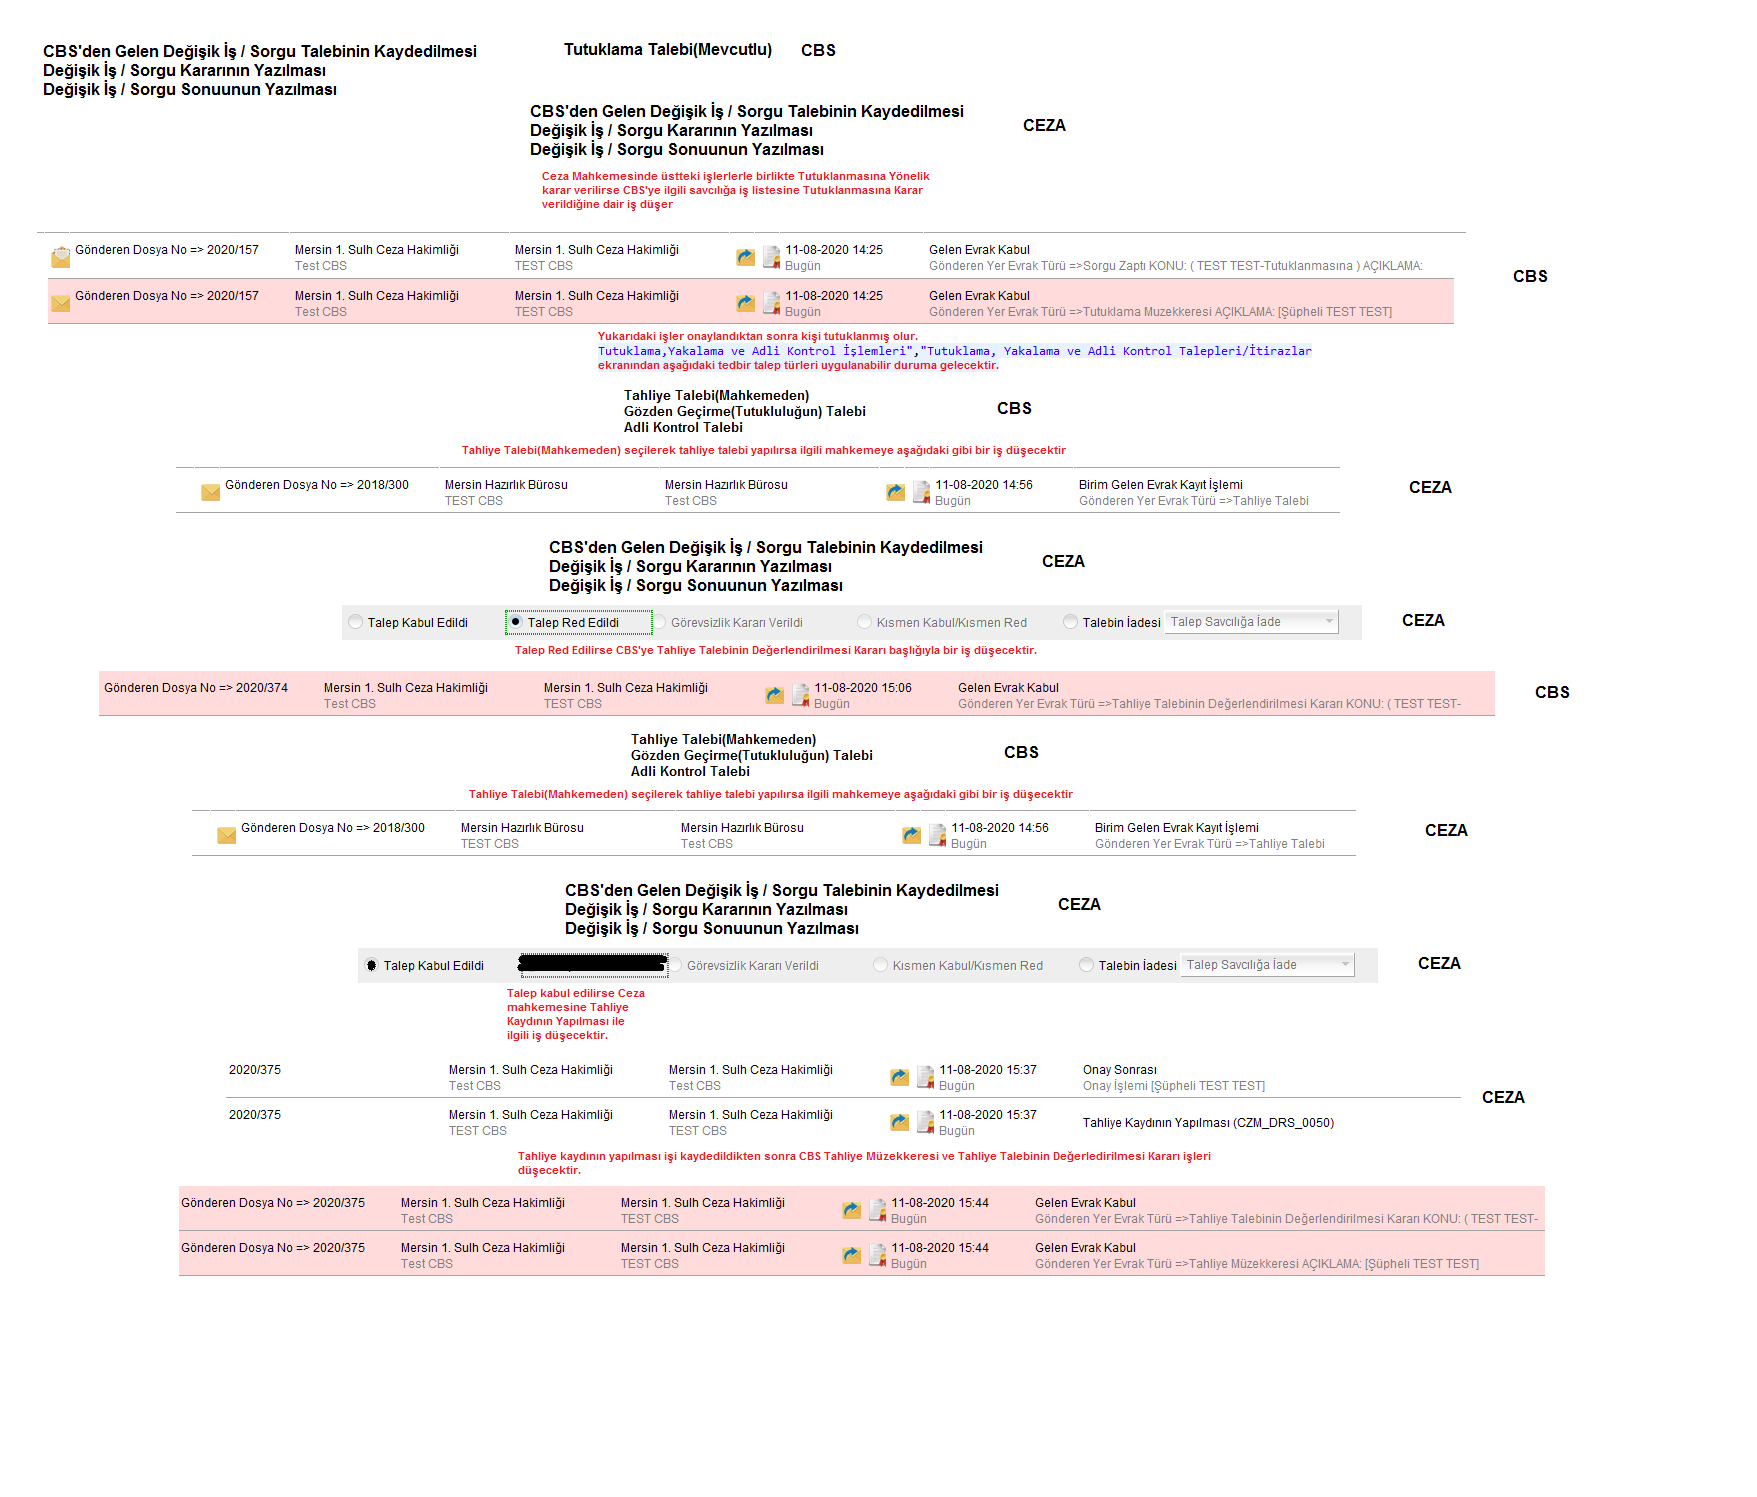 CBS'den Gelen Değişik İş / Sorgu Talebinin Kaydedilmesi
Değişik İş / Sorgu Kararının Yazılması
Değişik İş / Sorgu Sonuunun Yazılması
Tutuklama Talebi(Mevcutlu) CBS
CBS'den Gelen Değişik İş / Sorgu Talebinin Kaydedilmesi
Değişik İş / Sorgu Kararının Yazılması
Değişik İş / Sorgu Sonuunun Yazılması
CEZA
Ceza Mahkemesinde üstteki işlerlerle birlikte Tutuklanmasına Yönelik
karar verilirse CBS'ye ilgili savcılığa iş listesine Tutuklanmasına Karar
verildiğine dair iş düşer
Gönderen Dosya No => 2020/157 Mersin 1. Sulh Ceza Hakimliği Mersin 1. Sulh Ceza Hakimliği 11-08-2020 14:25 Gelen Evrak Kabul
Test CBS TEST CBS Bugün Gönderen Yer Evrak Türü =>Sorgu Zaptı KONU: ( TEST TEST-Tutuklanmasına ) AÇIKLAMA:
CBS
Gönderen Dosya No => 2020/157 Mersin 1. Sulh Ceza Hakimliği Mersin 1. Sulh Ceza Hakimliği 11-08-2020 14:25 Gelen Evrak Kabul
Test CBS TEST CBS Bugün Gönderen Yer Evrak Türü =>Tutuklama Muzekkeresi AÇIKLAMA: [Şüpheli TEST TEST]
Yukarıdaki işler onaylandıktan sonra kişi tutuklanmış olur.
Tutuklama,Yakalama ve Adli Kontrol İşlemleri","Tutuklama, Yakalama ve Adli Kontrol Talepleri/İtirazlar
ekranından aşağıdaki tedbir talep türleri uygulanabilir duruma gelecektir.
Tahliye Talebi(Mahkemeden)
Gözden Geçirme(Tutukluluğun) Talebi
Adli Kontrol Talebi
CBS
Tahliye Talebi(Mahkemeden) seçilerek tahliye talebi yapılırsa ilgili mahkemeye aşağıdaki gibi bir iş düşecektir
Gönderen Dosya No => 2018/300 Mersin Hazırlık Bürosu Mersin Hazırlık Bürosu 11-08-2020 14:56 Birim Gelen Evrak Kayıt İşlemi
TEST CBS Test CBS Bugün Gönderen Yer Evrak Türü =>Tahliye Talebi
CEZA
CBS'den Gelen Değişik İş / Sorgu Talebinin Kaydedilmesi
Değişik İş / Sorgu Kararının Yazılması
Değişik İş / Sorgu Sonuunun Yazılması
CEZA
Talep Kabul Edildi Talep Red Edildi Görevsizlik Kararı Verildi Kısmen Kabul/Kısmen Red Talebin İadesi Talep Savcılığa İade CEZA
Talep Red Edilirse CBS'ye Tahliye Talebinin Değerlendirilmesi Kararı başlığıyla bir iş düşecektir.
Gönderen Dosya No => 2020/374 Mersin 1. Sulh Ceza Hakimliği Mersin 1. Sulh Ceza Hakimliği 11-08-2020 15:06 Gelen Evrak Kabul
Test CBS TEST CBS Bugün Gönderen Yer Evrak Türü =>Tahliye Talebinin Değerlendirilmesi Kararı KONU: ( TEST TEST-
CBS
Tahliye Talebi(Mahkemeden)
Gözden Geçirme(Tutukluluğun) Talebi
Adli Kontrol Talebi
CBS
Tahliye Talebi(Mahkemeden) seçilerek tahliye talebi yapılırsa ilgili mahkemeye aşağıdaki gibi bir iş düşecektir
Gönderen Dosya No => 2018/300 Mersin Hazırlık Bürosu Mersin Hazırlık Bürosu 11-08-2020 14:56 Birim Gelen Evrak Kayıt İşlemi
TEST CBS Test CBS Bugün Gönderen Yer Evrak Türü =>Tahliye Talebi
CEZA
CBS'den Gelen Değişik İş / Sorgu Talebinin Kaydedilmesi
Değişik İş / Sorgu Kararının Yazılması
Değişik İş / Sorgu Sonuunun Yazılması
CEZA
Talep Kabul Edildi Görevsizlik Kararı Verildi Kısmen Kabul/Kısmen Red Talebin İadesi Talep Savcılığa İade CEZA
Talep kabul edilirse Ceza
mahkemesine Tahliye
Kaydının Yapılması ile
ilgili iş düşecektir.
2020/375 Mersin 1. Sulh Ceza Hakimliği Mersin 1. Sulh Ceza Hakimliği 11-08-2020 15:37 Onay Sonrası
Test CBS Test CBS Bugün Onay İşlemi [Şüpheli TEST TEST]
CEZA
2020/375 Mersin 1. Sulh Ceza Hakimliği Mersin 1. Sulh Ceza Hakimliği 11-08-2020 15:37 Tahliye Kaydının Yapılması (CZM_DRS_0050)
TEST CBS TEST CBS Bugün
Tahliye kaydının yapılması işi kaydedildikten sonra CBS Tahliye Müzekkeresi ve Tahliye Talebinin Değerledirilmesi Kararı işleri
düşecektir.
Gönderen Dosya No => 2020/375 Mersin 1. Sulh Ceza Hakimliği Mersin 1. Sulh Ceza Hakimliği 11-08-2020 15:44 Gelen Evrak Kabul
Test CBS TEST CBS Bugün Gönderen Yer Evrak Türü =>Tahliye Talebinin Değerlendirilmesi Kararı KONU: ( TEST TEST-
Gönderen Dosya No => 2020/375 Mersin 1. Sulh Ceza Hakimliği Mersin 1. Sulh Ceza Hakimliği 11-08-2020 15:44 Gelen Evrak Kabul
Test CBS TEST CBS Bugün Gönderen Yer Evrak Türü =>Tahliye Müzekkeresi AÇIKLAMA: [Şüpheli TEST TEST]